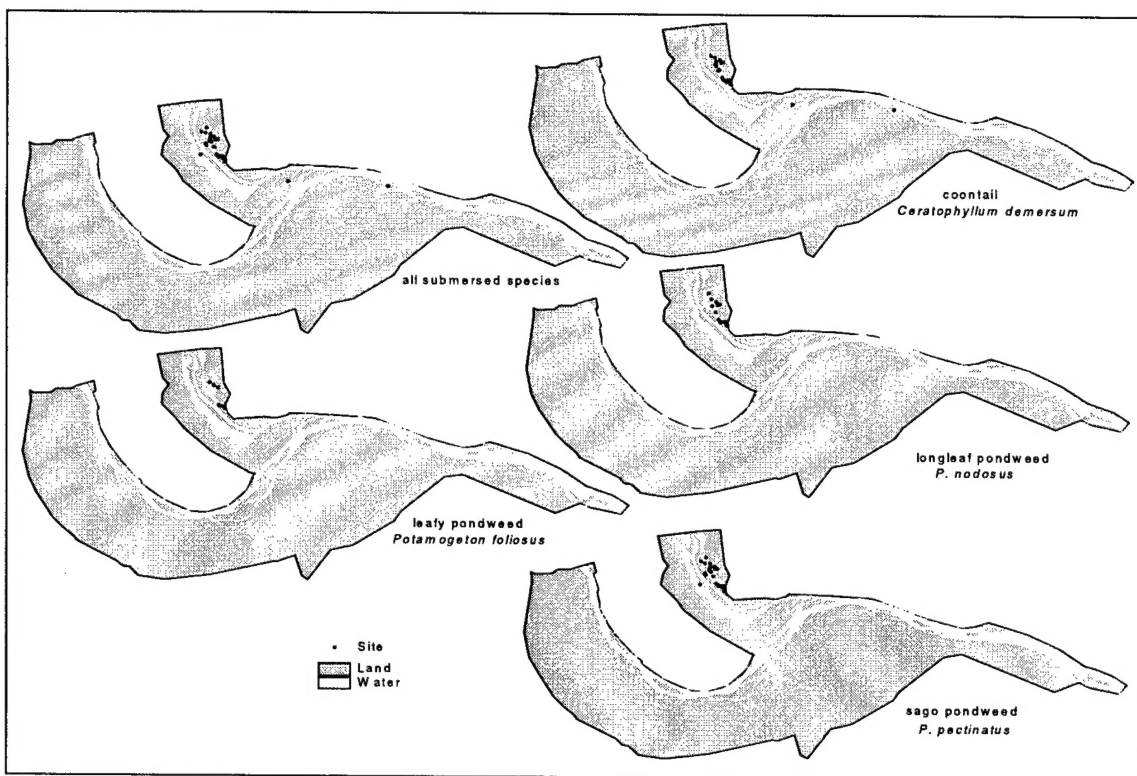 coontail
Ceratophyllum demersum
all submersed species
longleaf pondweed
P. nodosus
leafy pondweed
Potamogeton foliosus
Site
Land
Water
sago pondweed
P. pectinatus